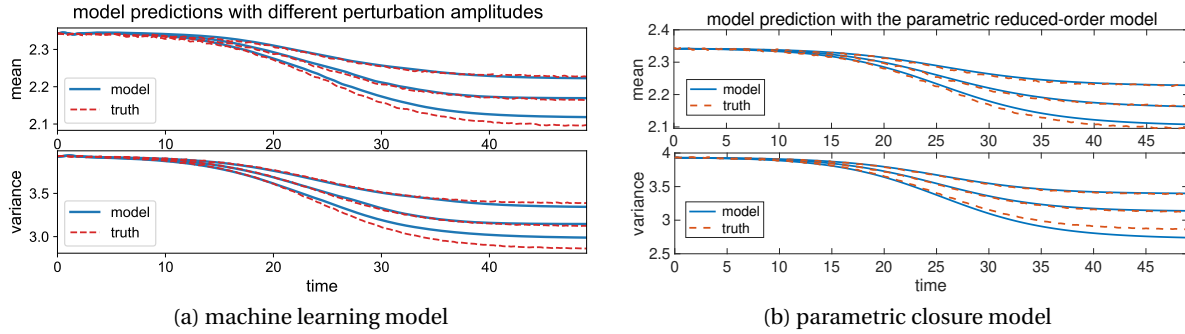 model predictions with different perturbation amplitudes
2.3
2.2
2.1
mean
model
truth
0 10 20 30 40
3.5
3.0
variance
model
truth
0 10 20 30 40
time
(a) machine learning model
model prediction with the parametric reduced-order model
2.4
2.3
2.2
2.1
mean
model
truth
0 5 10 15 20 25 30 35 40 45
4
3.5
3
2.5
variance
model
truth
0 5 10 15 20 25 30 35 40 45
time
(b) parametric closure model